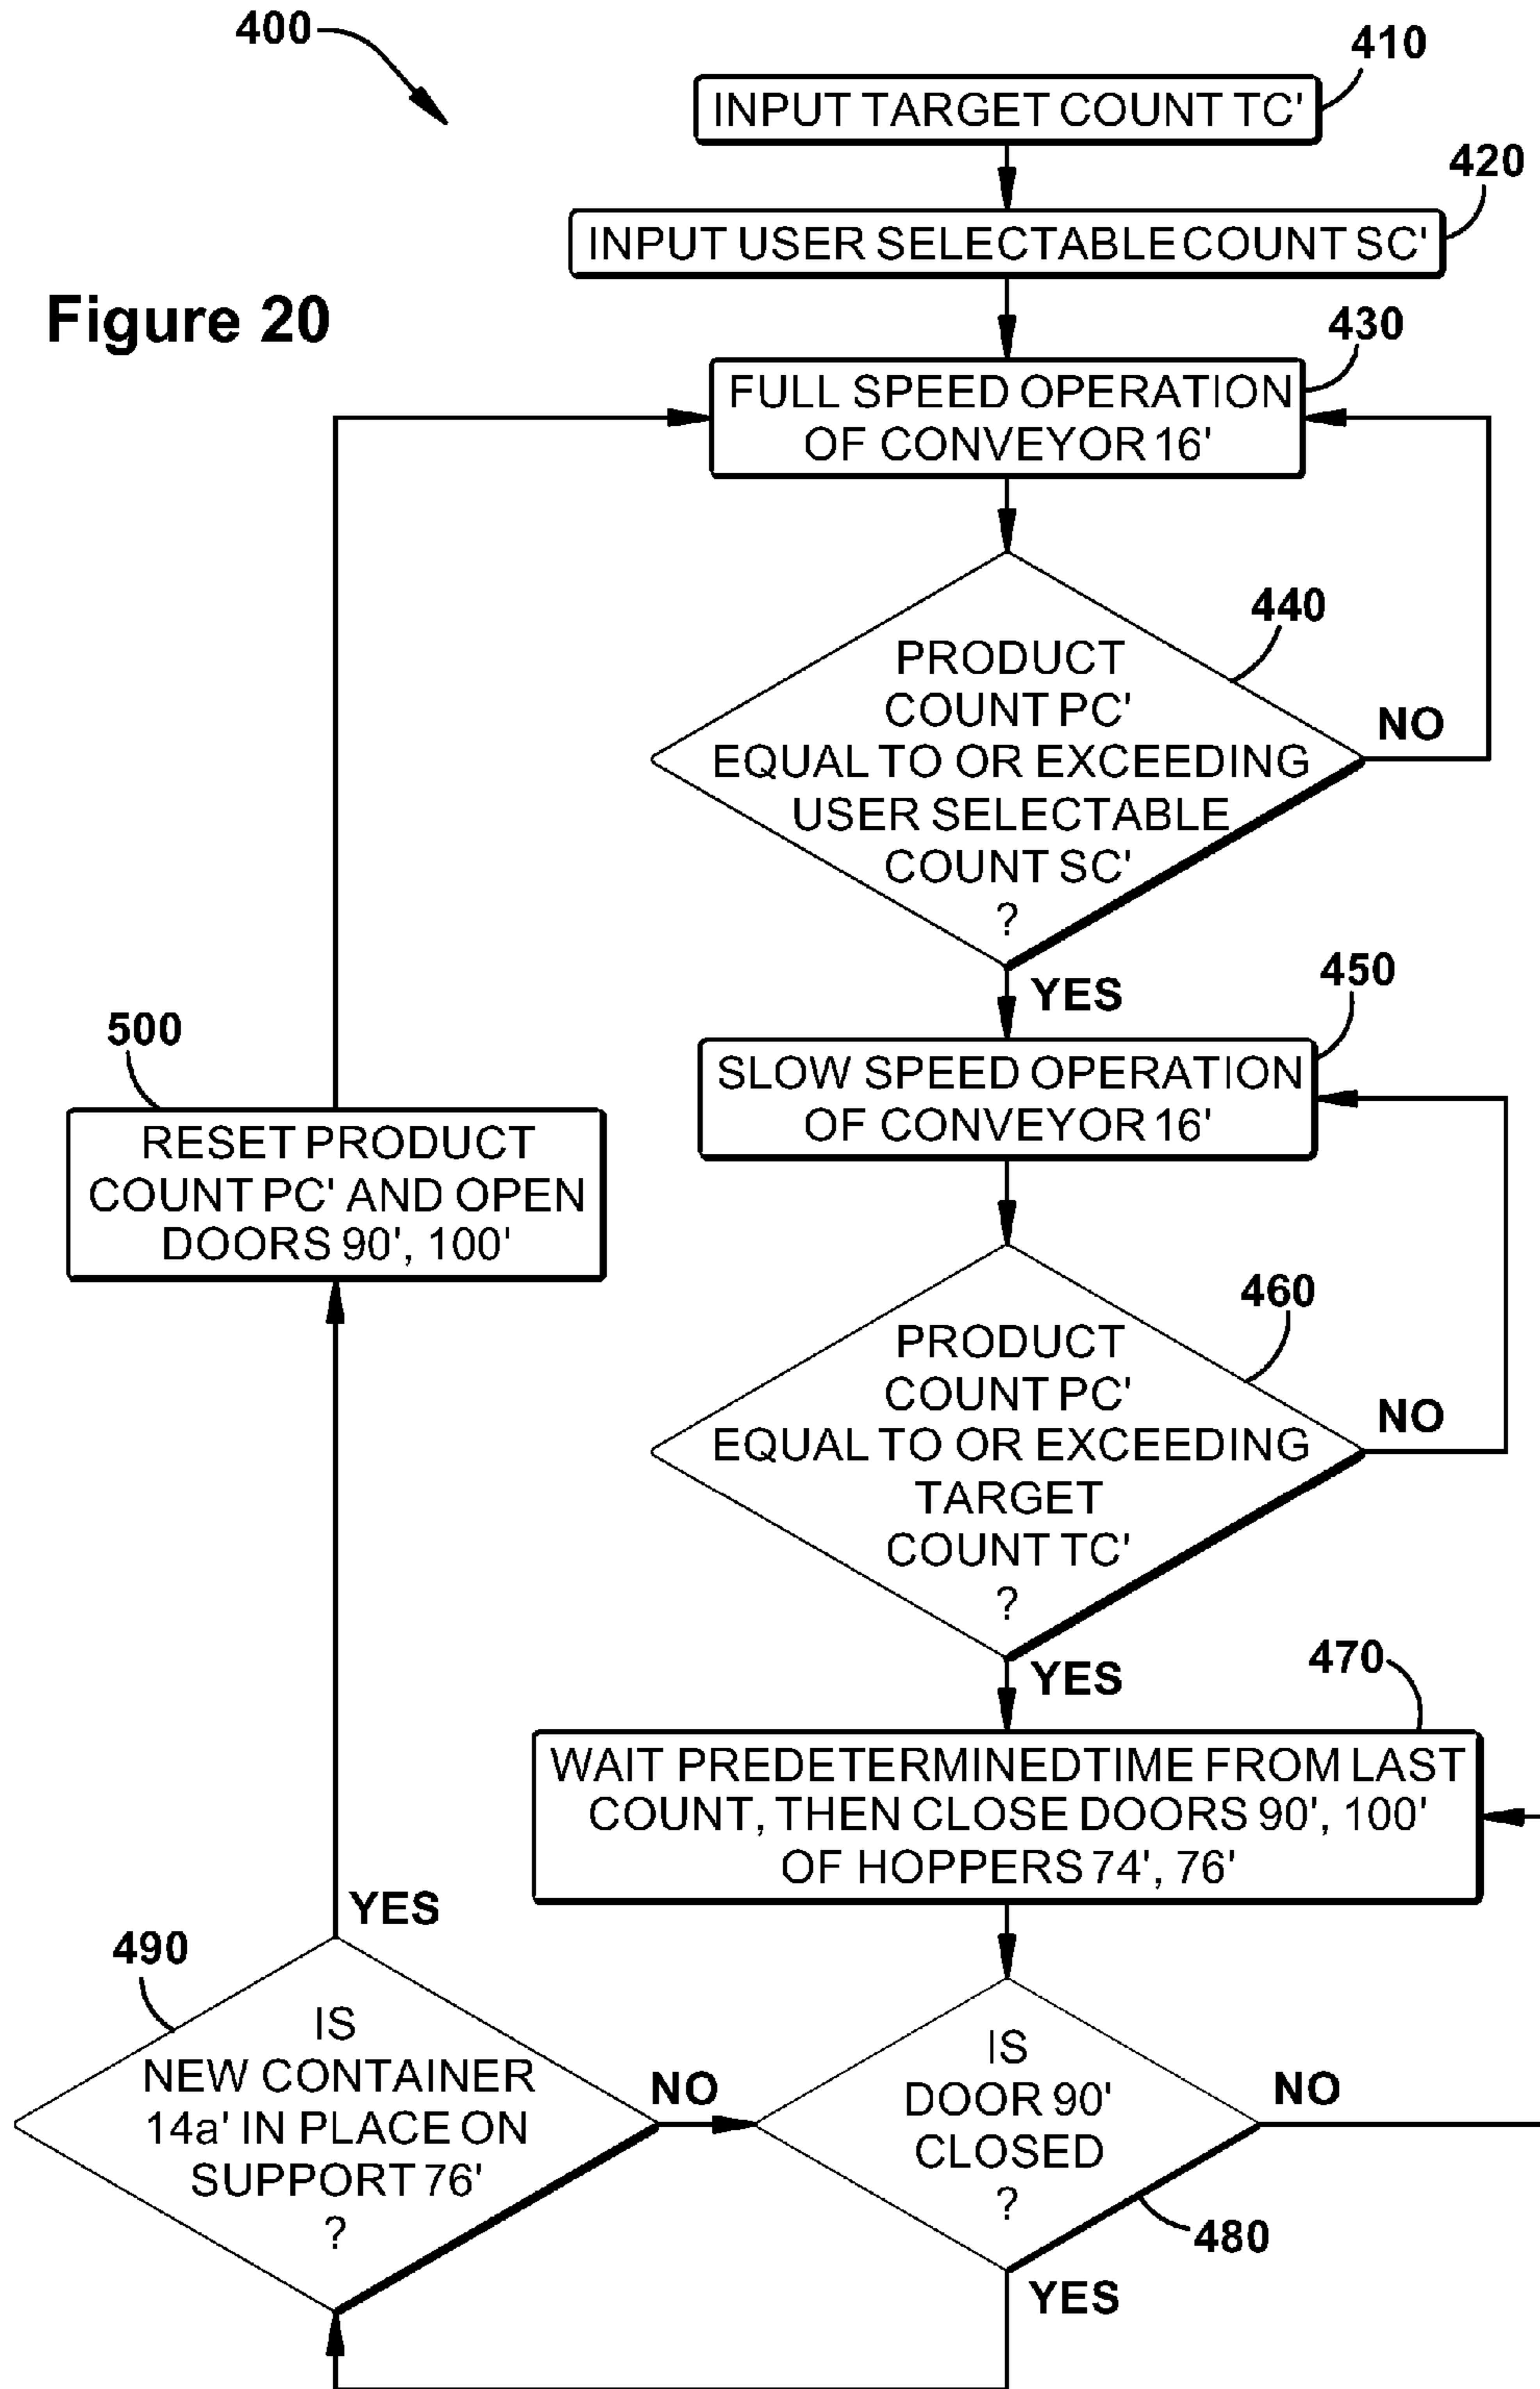 400
410
INPUT TARGET COUNT TC'
420
INPUT USER SELECTABLE COUNT SC'
Figure 20
430
FULL SPEED OPERATION
OF CONVEYOR 16'
440
PRODUCT
COUNT PC'
EQUAL TO OR EXCEEDING
USER SELECTABLE
COUNT SC'
?
NO
YES
450
SLOW SPEED OPERATION
OF CONVEYOR 16'
500
RESET PRODUCT
COUNT PC' AND OPEN
DOORS 90', 100'
460
PRODUCT
COUNT PC'
EQUAL TO OR EXCEEDING
TARGET
COUNT TC'
?
NO
YES
470
WAIT PREDETERMINEDTIME FROM LAST
COUNT, THEN CLOSE DOORS 90', 100'
OF HOPPERS 74', 76'
YES
490
IS
NEW CONTAINER
14a' IN PLACE ON
SUPPORT 76'
?
NO
IS
DOOR 90'
CLOSED
?
NO
480
YES